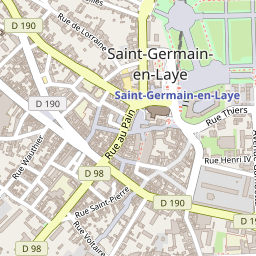 D 190
Rue de Lorraine
Saint-Germain-
en-Laye
Saint-Germain-en-Laye
Rue Thiers
D 190
Rue au Pain
Rue Wauthier
Rue Henri IV
D 98
Rue Saint-Pierre
D 190
D 98
Rue Voltaire